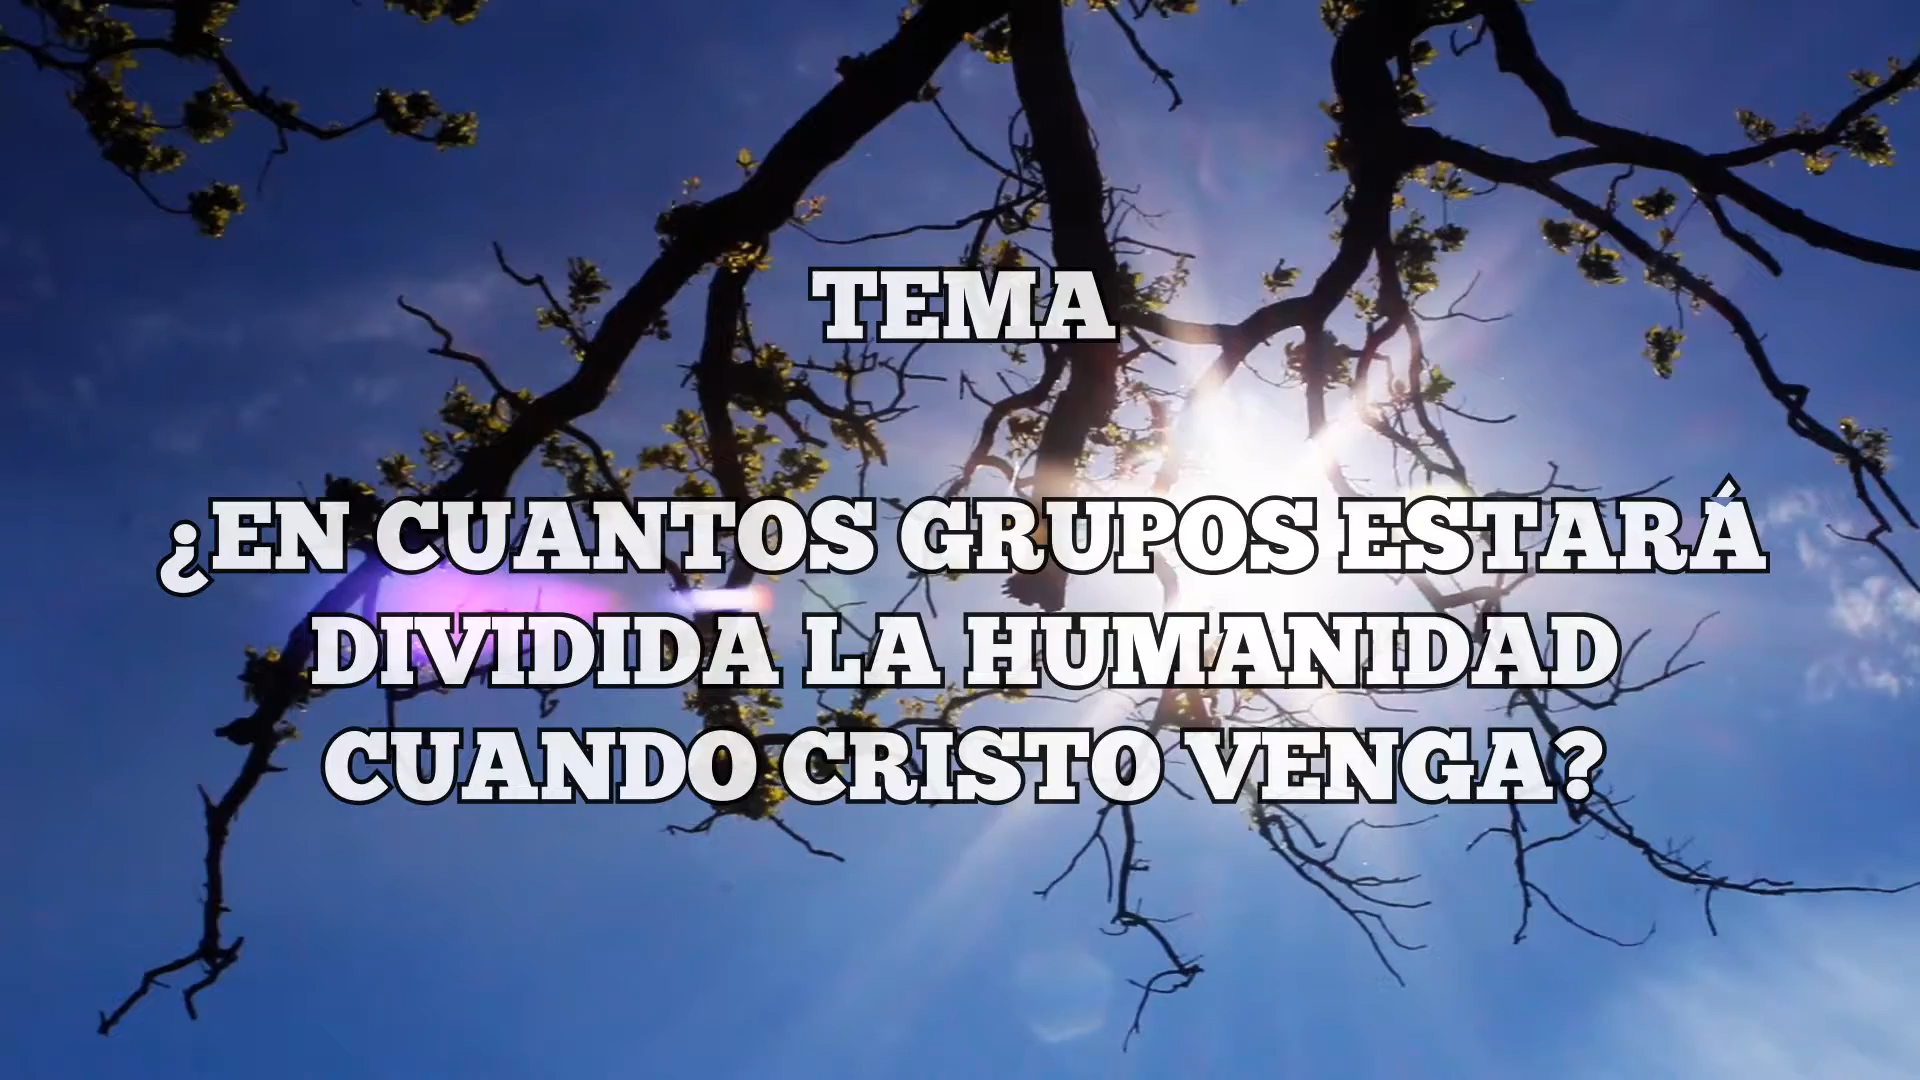 TEMA
¿EN CUANTOS GRUPOS ESTARÁ
DIVIDIDA LA HUMANIDAD
CUANDO CRISTO VENGA?